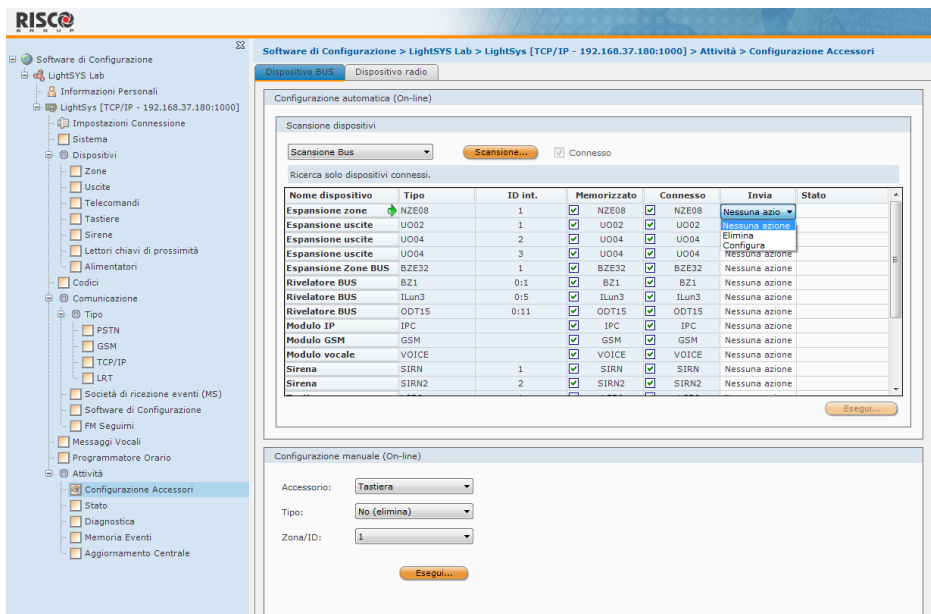 RISCO
GROUP
Software di Configurazione
LightSYS Lab
Informazioni Personali
LightSys [TCP/IP - 192.168.37.180:1000]
Impostazioni Connessione
Sistema
Dispositivi
Zone
Uscite
Telecomandi
Tastiere
Sirene
Lettori chiavi di prossimità
Alimentatori
Codici
Comunicazione
Tipo
PSTN
GSM
TCP/IP
LRT
Società di ricezione eventi (MS)
Software di Configurazione
FM Seguimi
Messaggi Vocali
Programmatore Orario
Attività
Configurazione Accessori
Stato
Diagnostica
Memoria Eventi
Aggiornamento Centrale
Software di Configurazione > LightSYS Lab > LightSys [TCP/IP - 192.168.37.180:1000] > Attività > Configurazione Accessori
Dispositivo BUS Dispositivo radio
Configurazione automatica (On-line)
Scansione dispositivi
Scansione Bus Scansione... Connesso
Ricerca solo dispositivi connessi.
Nome dispositivo Tipo ID int. Memorizzato Connesso Invia Stato
Espansione zone NZE08 1 NZE08 NZE08 Nessuna azio
Nessuna azione
Elimina
Configura
Espansione uscite UO02 1 UO02 UO02
Espansione uscite UO04 2 UO04 UO04
Espansione uscite UO04 3 UO04 UO04 Nessuna azione
Espansione Zone BUS BZE32 1 BZE32 BZE32 Nessuna azione
Rivelatore BUS BZ1 0:1 BZ1 BZ1 Nessuna azione
Rivelatore BUS ILun3 0:5 ILun3 ILun3 Nessuna azione
Rivelatore BUS ODT15 0:11 ODT15 ODT15 Nessuna azione
Modulo IP IPC IPC IPC Nessuna azione
Modulo GSM GSM GSM GSM Nessuna azione
Modulo vocale VOICE VOICE VOICE Nessuna azione
Sirena SIRN 1 SIRN SIRN Nessuna azione
Sirena SIRN2 2 SIRN2 SIRN2 Nessuna azione
Esegui...
Configurazione manuale (On-line)
Accessorio: Tastiera
Tipo: No (elimina)
Zona/ID: 1
Esegui...